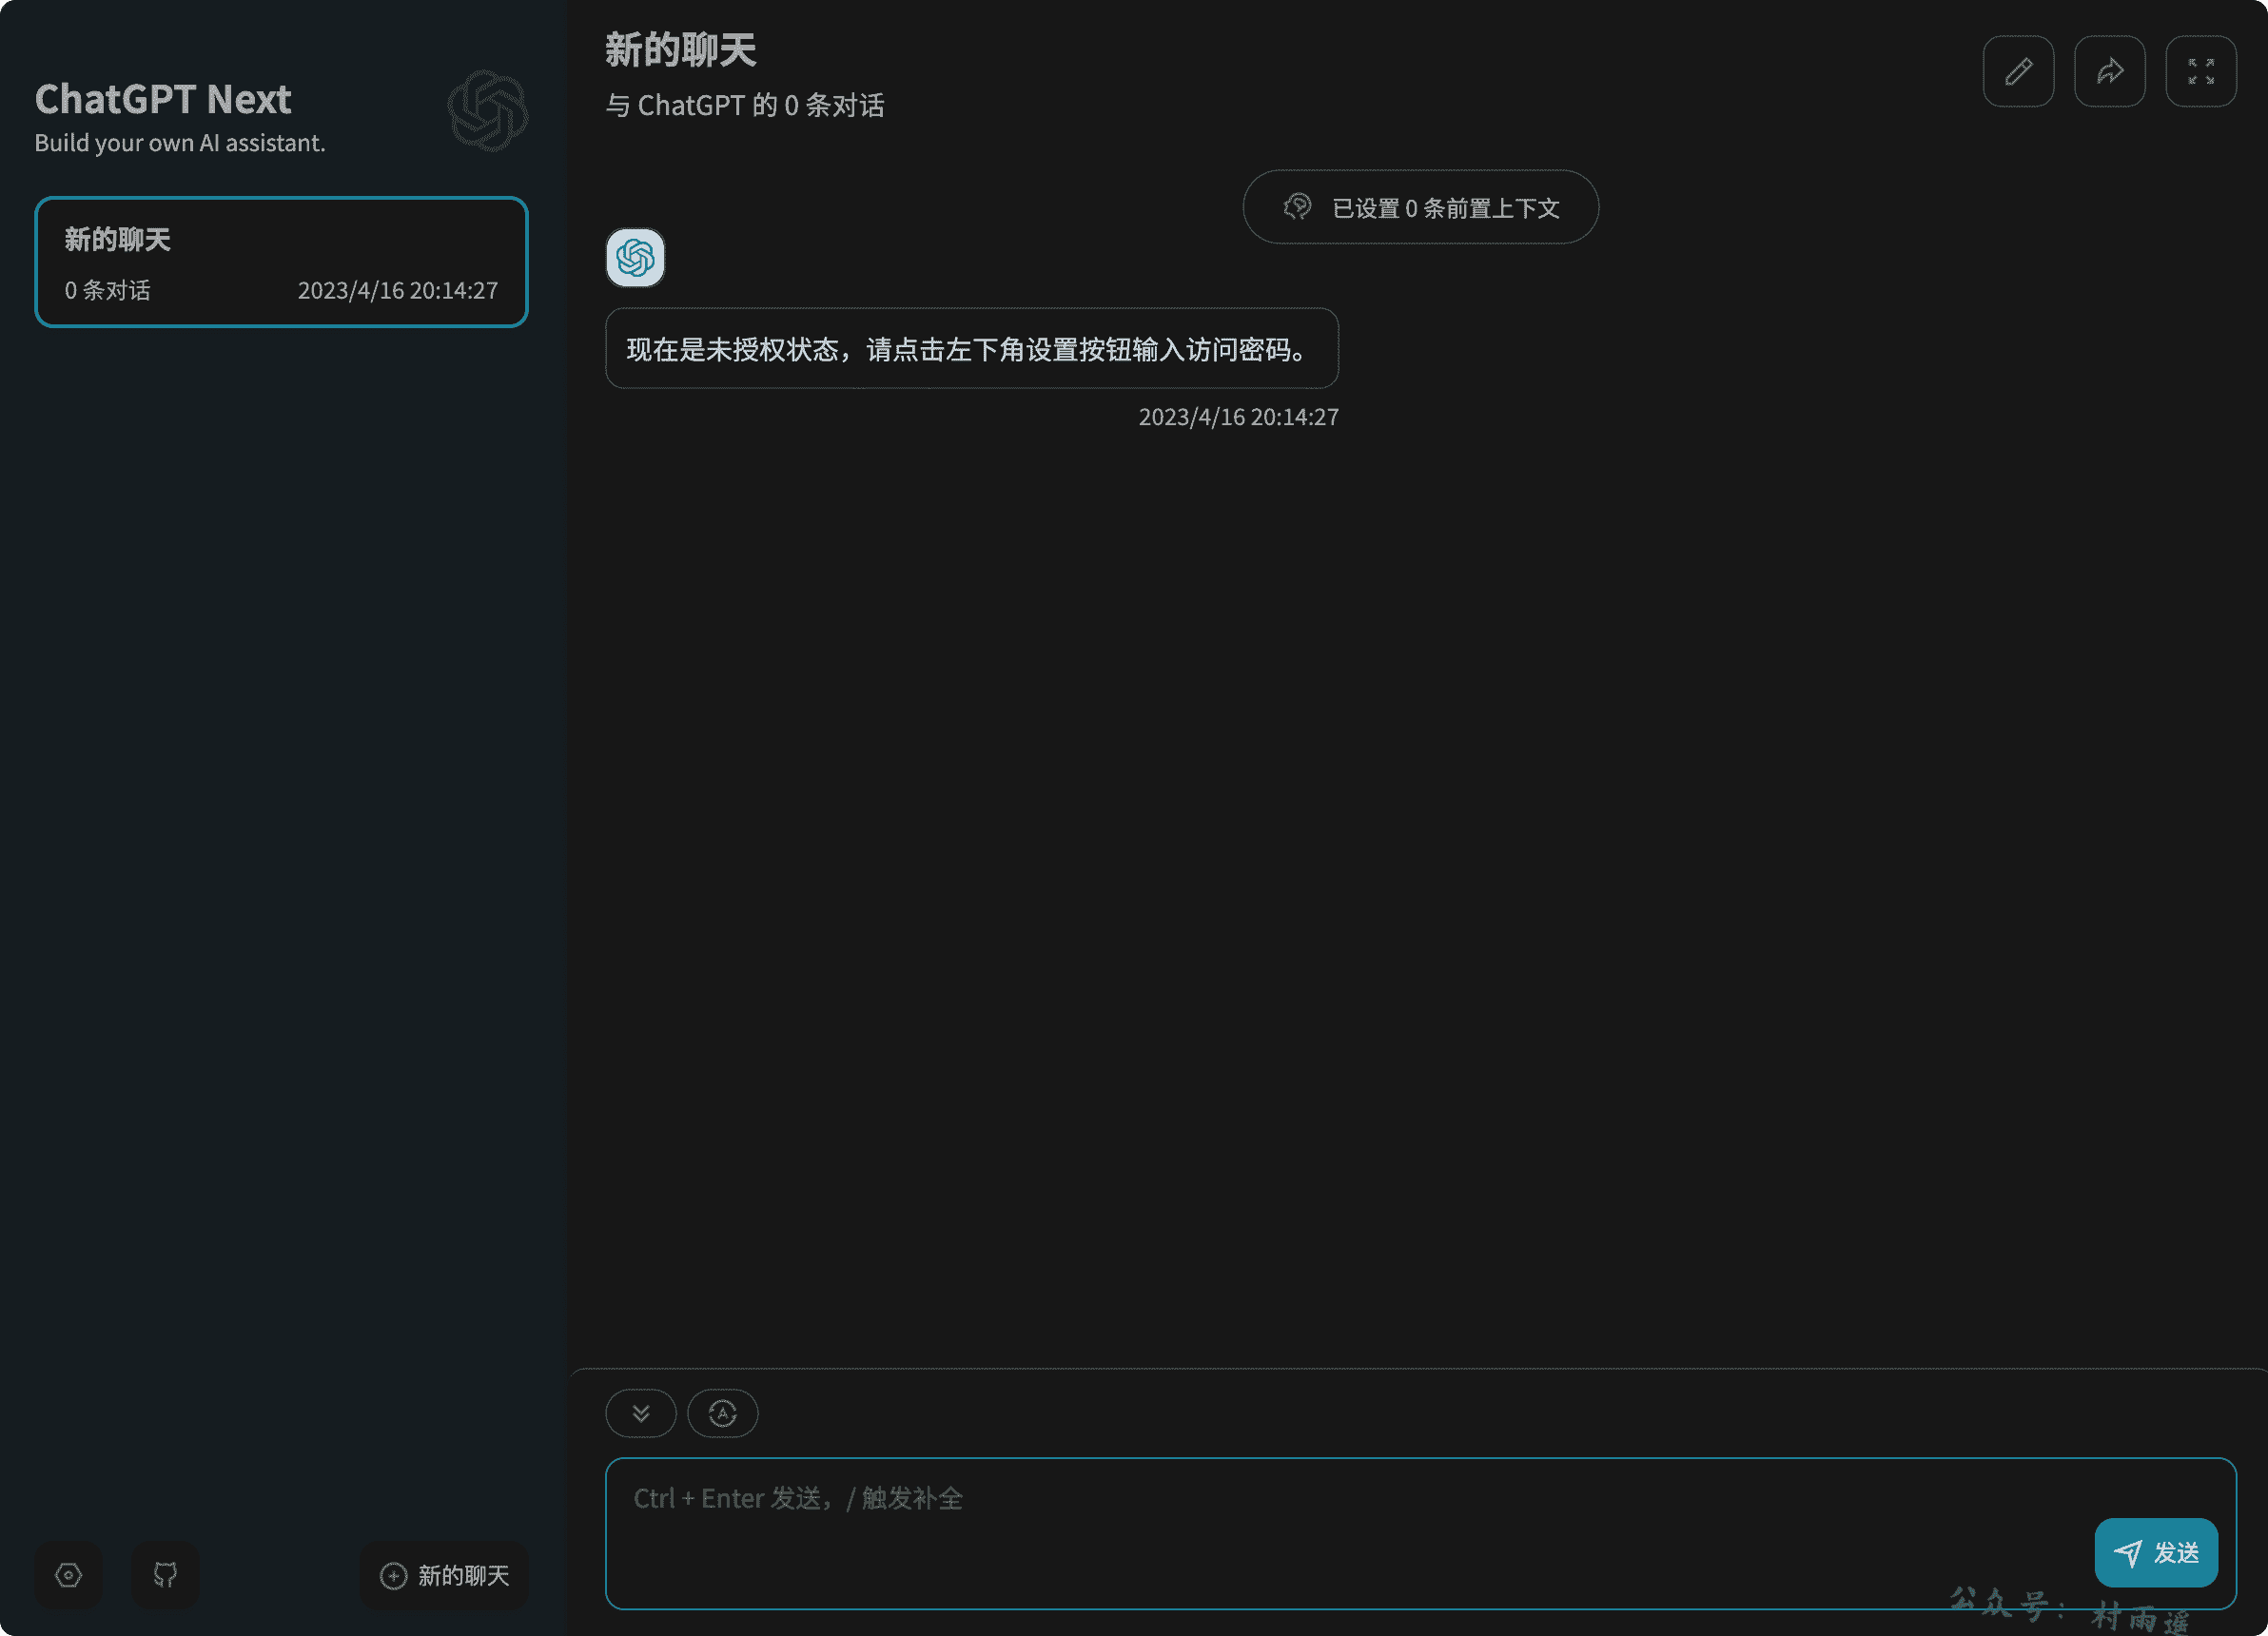 ChatGPT Next
Build your own AI assistant.
新的聊天
0 条对话
2023/4/16 20:14:27
新的聊天
与 ChatGPT 的 0 条对话
已设置 0 条前置上下文
现在是未授权状态，请点击左下角设置按钮输入访问密码。
2023/4/16 20:14:27
Ctrl + Enter 发送，/ 触发补全
发送
新的聊天
公众号：村雨遥